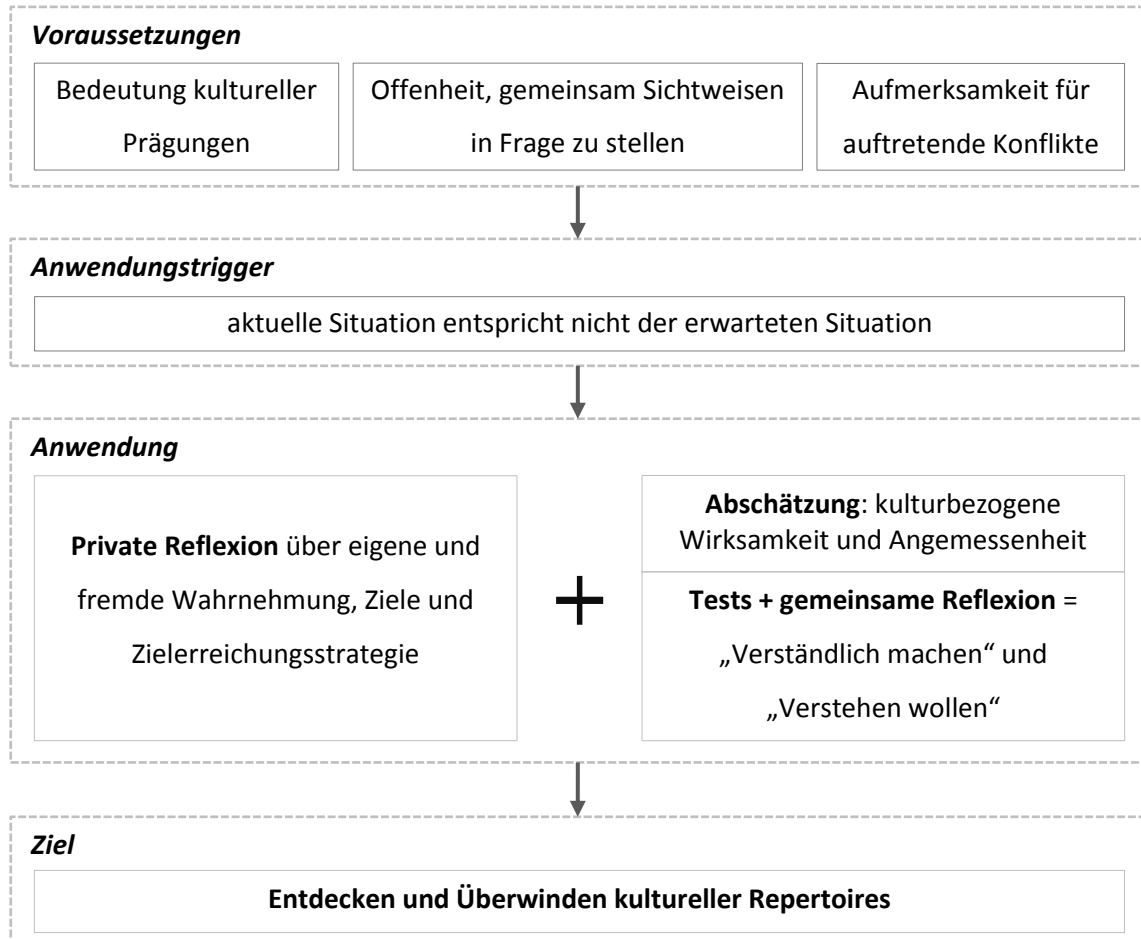 Voraussetzungen
Bedeutung kultureller
Prägungen
Offenheit, gemeinsam Sichtweisen
in Frage zu stellen
Aufmerksamkeit für
auftretende Konflikte
Anwendungstrigger
aktuelle Situation entspricht nicht der erwarteten Situation
Anwendung
Private Reflexion über eigene und
fremde Wahrnehmung, Ziele und
Zielerreichungsstrategie
+
Abschätzung: kulturbezogene
Wirksamkeit und Angemessenheit
Tests + gemeinsame Reflexion =
„Verständlich machen“ und
„Verstehen wollen“
Ziel
Entdecken und Überwinden kultureller Repertoires